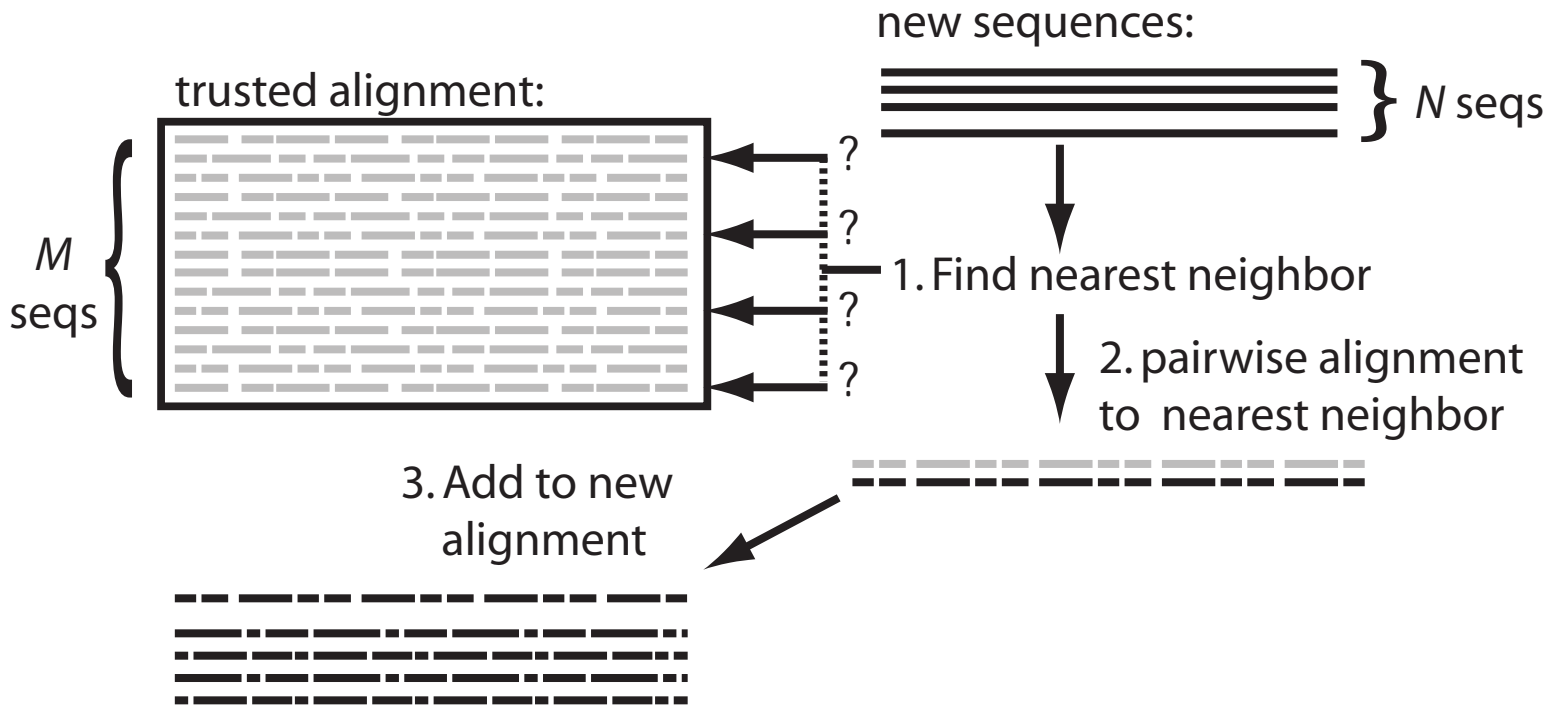 new sequences:
trusted alignment:
N seqs
M
seqs
?
?
?
?
1. Find nearest neighbor
2. pairwise alignment
to nearest neighbor
3. Add to new
alignment